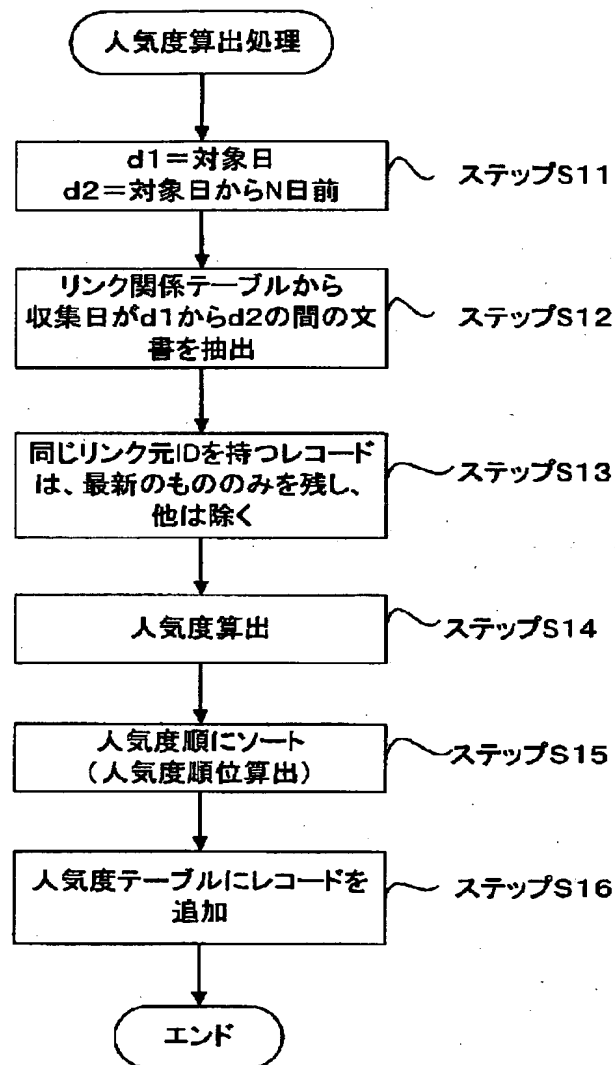 人気度算出処理
d1=対象日
d2=対象日からN日前
ステップS11
リンク関係テーブルから
収集日がd1からd2の間の文
書を抽出
ステップS12
同じリンク元IDを持つレコード
は、最新のもののみを残し、
他は除く
ステップS13
人気度算出
ステップS14
人気度順にソート
(人気度順位算出)
ステップS15
人気度テーブルにレコードを
追加
ステップS16
エンド